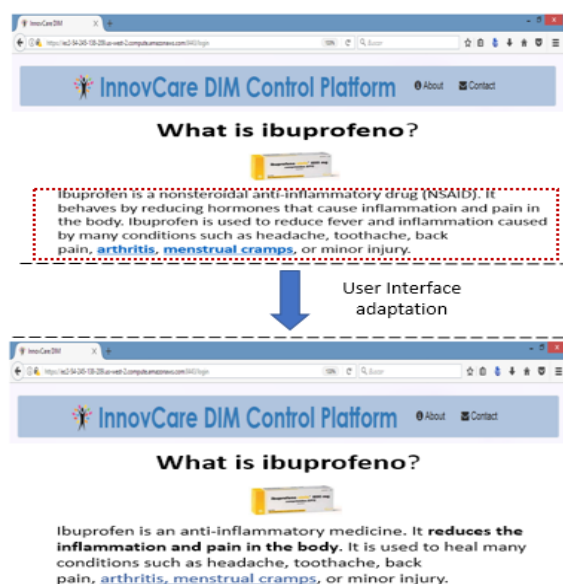 InnovCare DIM
InnovCare DIM Control Platform About Contact
What is ibuprofeno?
Ibuprofen is a nonsteroidal anti-inflammatory drug (NSAID). It
behaves by reducing hormones that cause inflammation and pain in
the body. Ibuprofen is used to reduce fever and inflammation caused
by many conditions such as headache, toothache, back
pain, arthritis, menstrual cramps, or minor injury.
User Interface
adaptation
InnovCare DIM
InnovCare DIM Control Platform About Contact
What is ibuprofeno?
Ibuprofen is an anti-inflammatory medicine. It reduces the
inflammation and pain in the body. It is used to heal many
conditions such as headache, toothache, back
pain, arthritis, menstrual cramps, or minor injury.